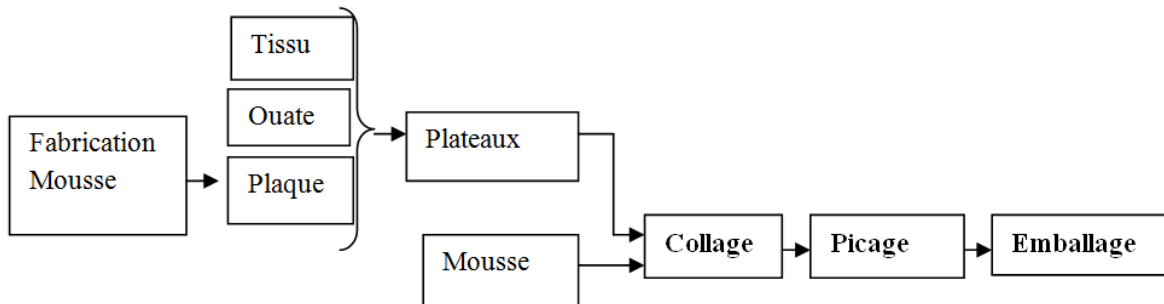 Tissu
Ouate
Fabrication
Mousse
Plaque
Plateaux
Mousse
Collage
Picage
Emballage